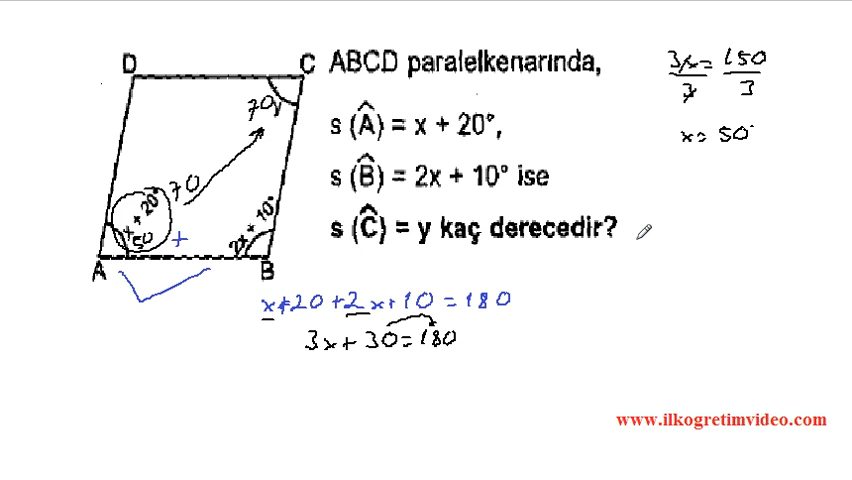 D
C
ABCD paralelkenarında,
3x = 150
3 3
x = 50°
70
y
s (Â) = x + 20°,
70
s (B̂) = 2x + 10° ise
x + 20°
50
+
2x + 10°
s (Ĉ) = y kaç derecedir?
A
B
x+20 + 2x+10 = 180
3x + 30 = 180
www.ilkogretimvideo.com